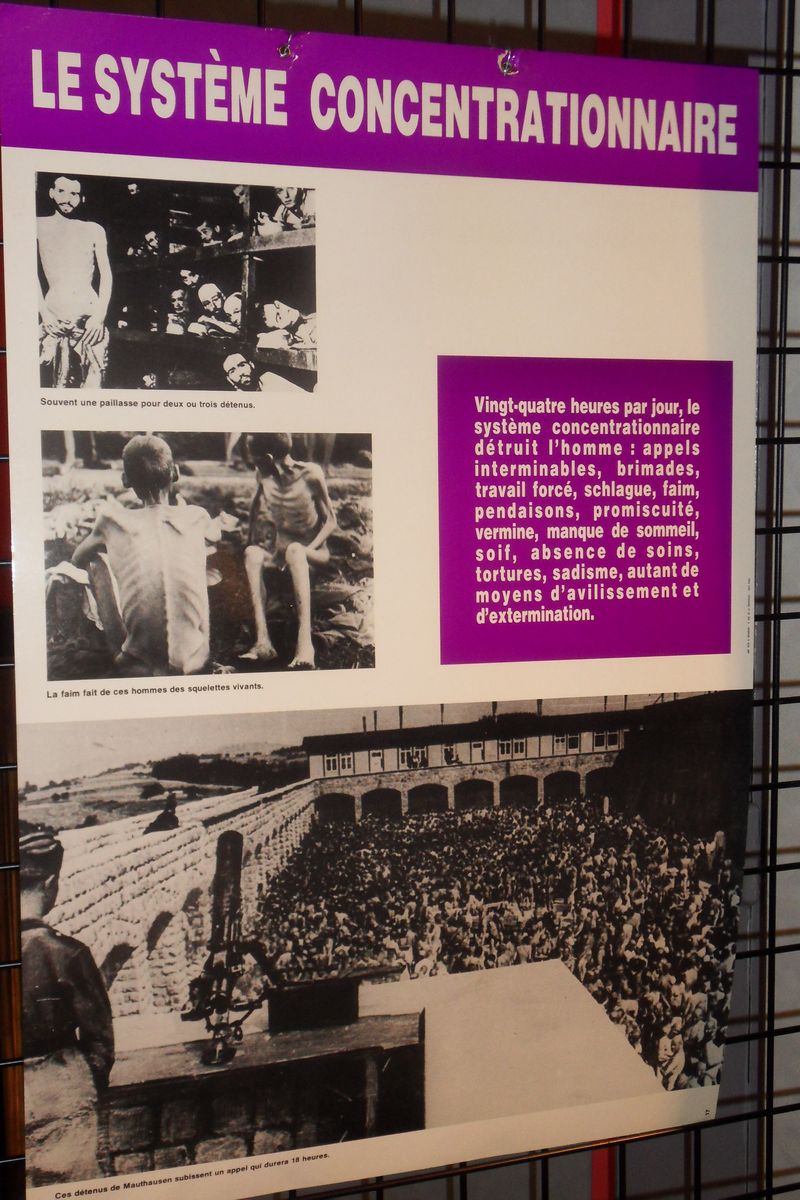 LE SYSTÈME CONCENTRATIONNAIRE
Souvent une paillasse pour deux ou trois détenus.
La faim fait de ces hommes des squelettes vivants.
Vingt-quatre heures par jour, le
système concentrationnaire
détruit l'homme : appels
interminables, brimades,
travail forcé, schlague, faim,
pendaisons, promiscuité,
vermine, manque de sommeil,
soif, absence de soins,
tortures, sadisme, autant de
moyens d'avilissement et
d'extermination.
17
Ces détenus de Mauthausen subissent un appel qui durera 18 heures.